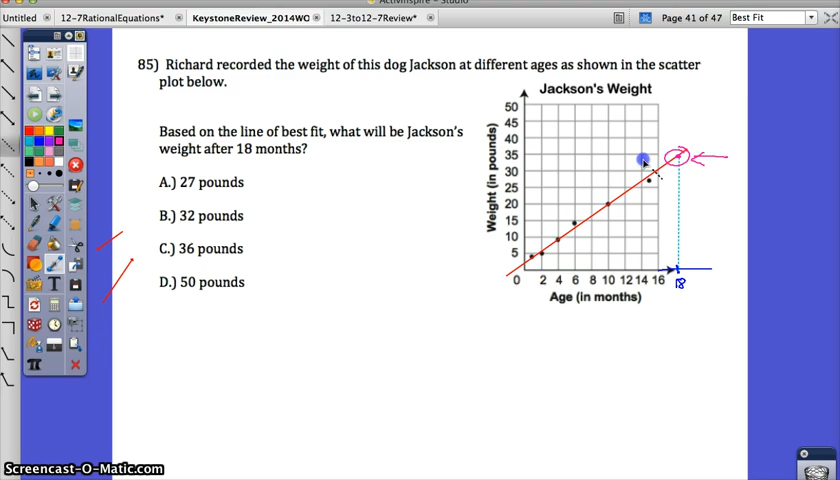 ActivInspire - Studio
Untitled
12-7RationalEquations*
KeystoneReview_2014WO
12-3to12-7Review*
Page 41 of 47
Best Fit
85) Richard recorded the weight of this dog Jackson at different ages as shown in the scatter
plot below.
Based on the line of best fit, what will be Jackson's
weight after 18 months?
A.) 27 pounds
B.) 32 pounds
C.) 36 pounds
D.) 50 pounds
Jackson's Weight
Weight (in pounds)
50
45
40
35
30
25
20
15
10
5
0 2 4 6 8 10 12 14 16
18
Age (in months)
Screencast-O-Matic.com